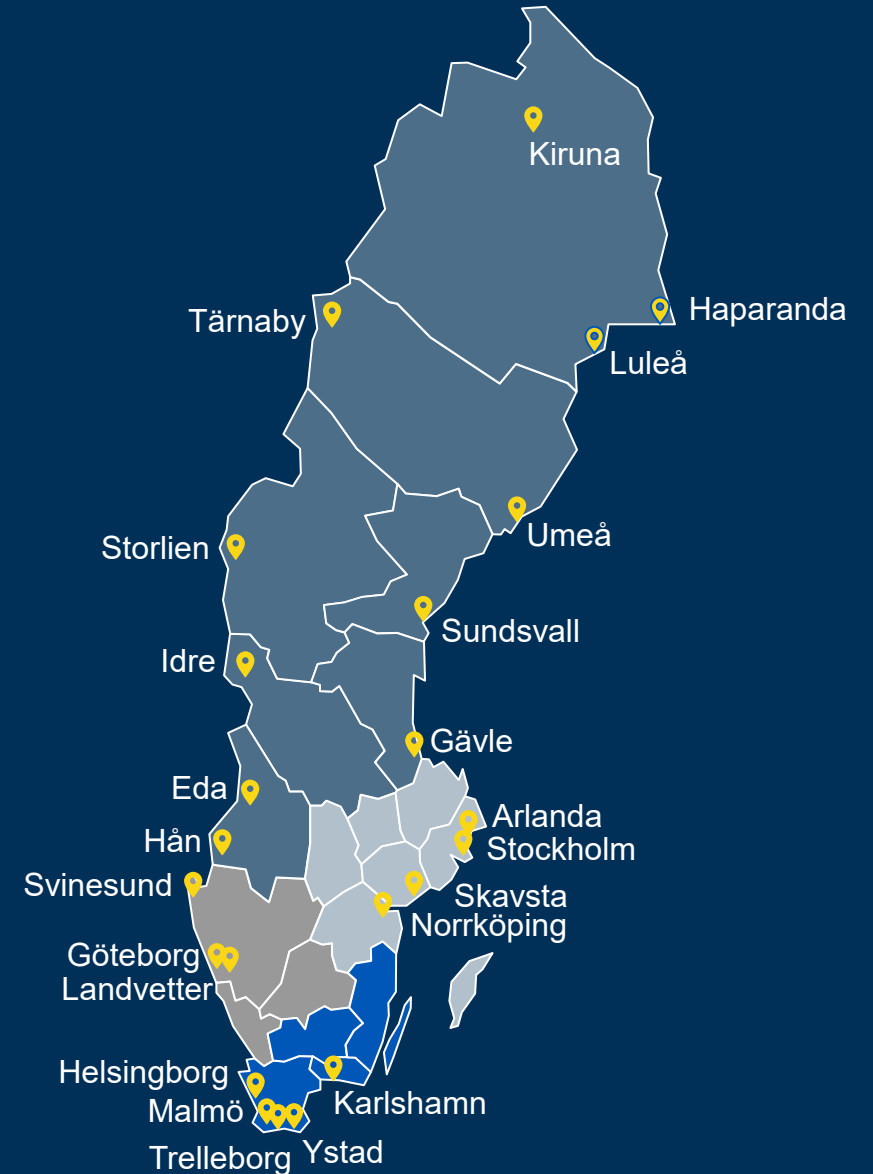 Kiruna
Haparanda
Tärnaby
Luleå
Umeå
Storlien
Sundsvall
Idre
Gävle
Eda
Arlanda
Hån
Stockholm
Svinesund
Skavsta
Norrköping
Göteborg
Landvetter
Helsingborg
Karlshamn
Malmö
Ystad
Trelleborg